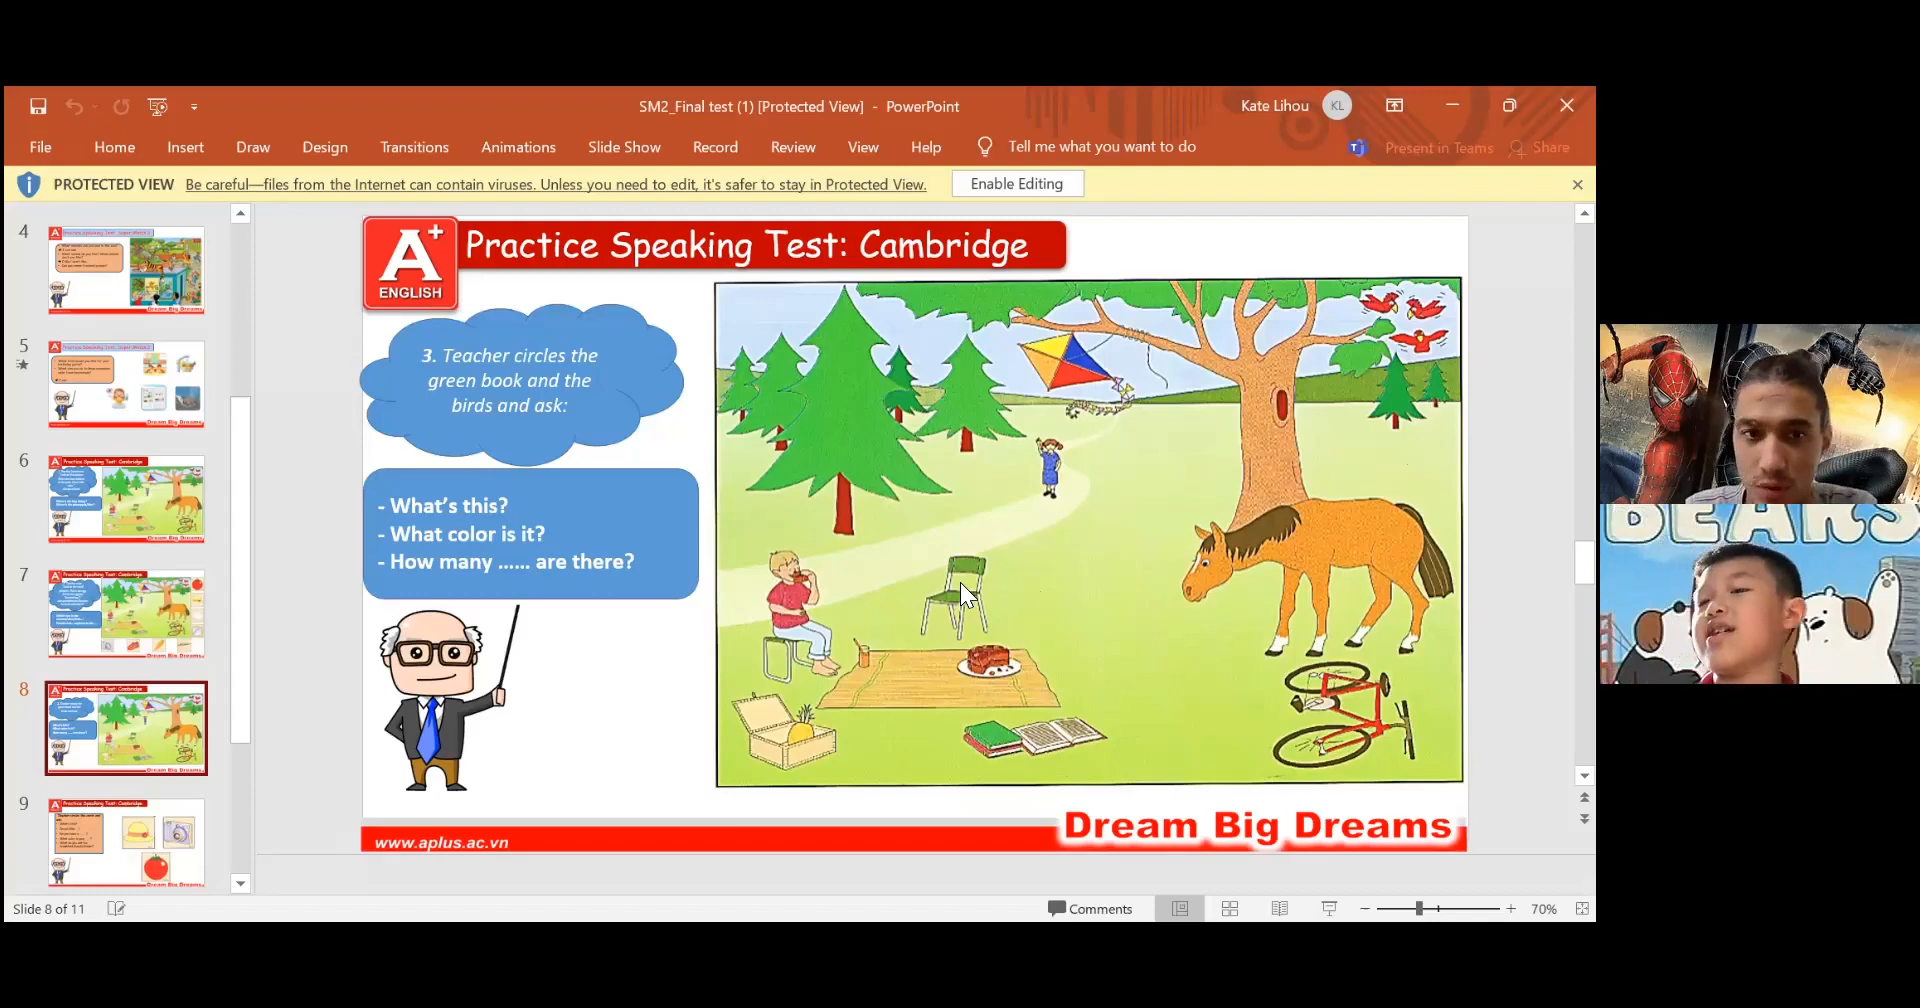 SM2_Final test (1) [Protected View] - PowerPoint
Kate Lihou
KL
File Home Insert Draw Design Transitions Animations Slide Show Record Review View Help Tell me what you want to do
Present in Teams Share
PROTECTED VIEW Be careful—files from the Internet can contain viruses. Unless you need to edit, it's safer to stay in Protected View. Enable Editing
4
5
6
7
8
9
A+
ENGLISH
Practice Speaking Test: Cambridge
3. Teacher circles the
green book and the
birds and ask:
- What's this?
- What color is it?
- How many ...... are there?
Dream Big Dreams
www.aplus.ac.vn
Slide 8 of 11
Comments
70%
BEARS